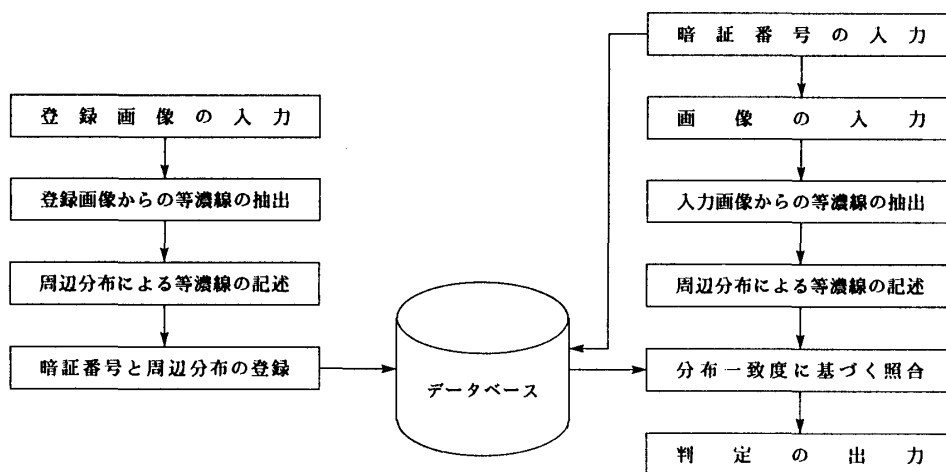 登録画像の入力
登録画像からの等濃線の抽出
周辺分布による等濃線の記述
暗証番号と周辺分布の登録
データベース
暗証番号の入力
画像の入力
入力画像からの等濃線の抽出
周辺分布による等濃線の記述
分布一致度に基づく照合
判定の出力